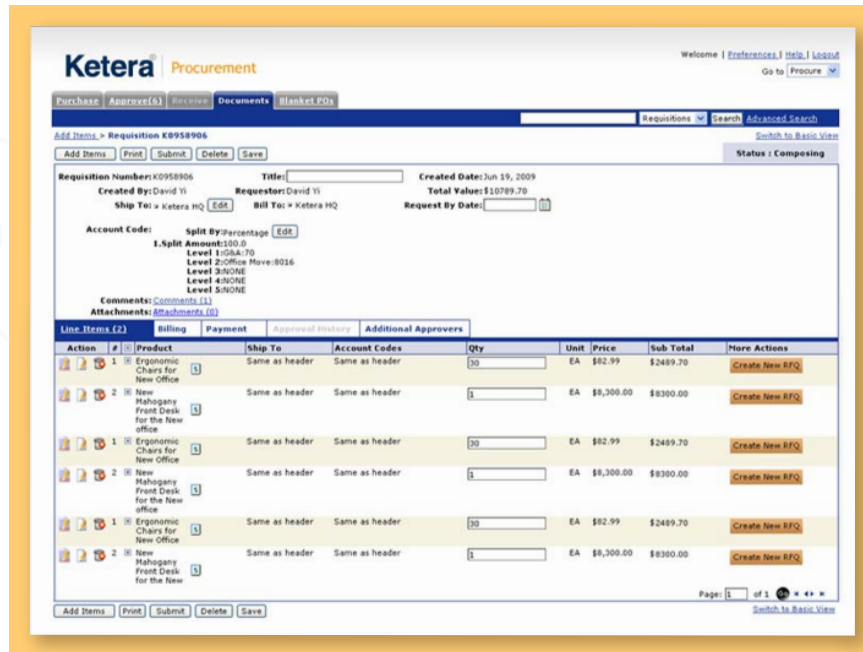 Ketera® Procurement
Welcome | Preferences | Help | Logout
Go to Procure
Purchase Approve(6) Receive Documents Blanket POs
Requisitions Search Advanced Search
Add Items > Requisition K0958906 Switch to Basic View
Add Items Print Submit Delete Save Status : Composing
Requisition Number: K0958906 Title: Created Date: Jun 19, 2009
Created By: David Yi Requestor: David Yi Total Value: $10789.70
Ship To: » Ketera HQ Edit Bill To: » Ketera HQ Request By Date:
Account Code: Split By: Percentage Edit
1.Split Amount:100.0
Level 1:G&A:70
Level 2:Office Move:8016
Level 3:NONE
Level 4:NONE
Level 5:NONE
Comments: Comments (1)
Attachments: Attachments (0)
Line Items (2) Billing Payment Approval History Additional Approvers
Action # Product Ship To Account Codes Qty Unit Price Sub Total More Actions
1 Ergonomic Same as header Same as header 30 EA $82.99 $2489.70 Create New RFQ
Chairs for S
New Office
2 New Same as header Same as header 1 EA $8,300.00 $8300.00 Create New RFQ
Mahogany
Front Desk S
for the New
office
1 Ergonomic Same as header Same as header 30 EA $82.99 $2489.70 Create New RFQ
Chairs for S
New Office
2 New Same as header Same as header 1 EA $8,300.00 $8300.00 Create New RFQ
Mahogany
Front Desk S
for the New
office
1 Ergonomic Same as header Same as header 30 EA $82.99 $2489.70 Create New RFQ
Chairs for S
New Office
2 New Same as header Same as header 1 EA $8,300.00 $8300.00 Create New RFQ
Mahogany
Front Desk S
for the New
Page: 1 of 1 Go
Add Items Print Submit Delete Save Switch to Basic View